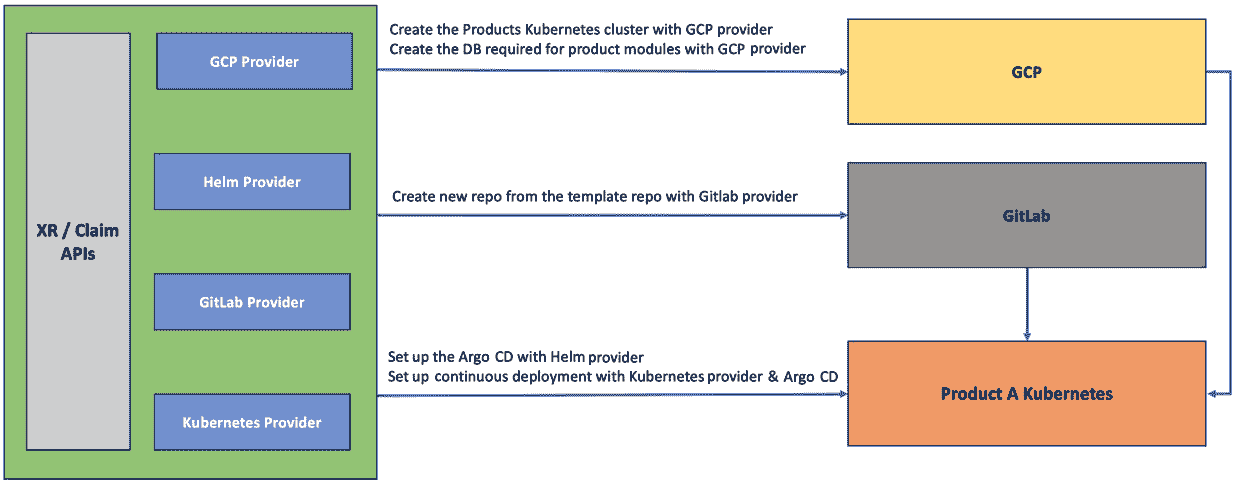 XR / Claim
APIs
GCP Provider
Helm Provider
GitLab Provider
Kubernetes Provider
Create the Products Kubernetes cluster with GCP provider
Create the DB required for product modules with GCP provider
Create new repo from the template repo with Gitlab provider
Set up the Argo CD with Helm provider
Set up continuous deployment with Kubernetes provider & Argo CD
GCP
GitLab
Product A Kubernetes